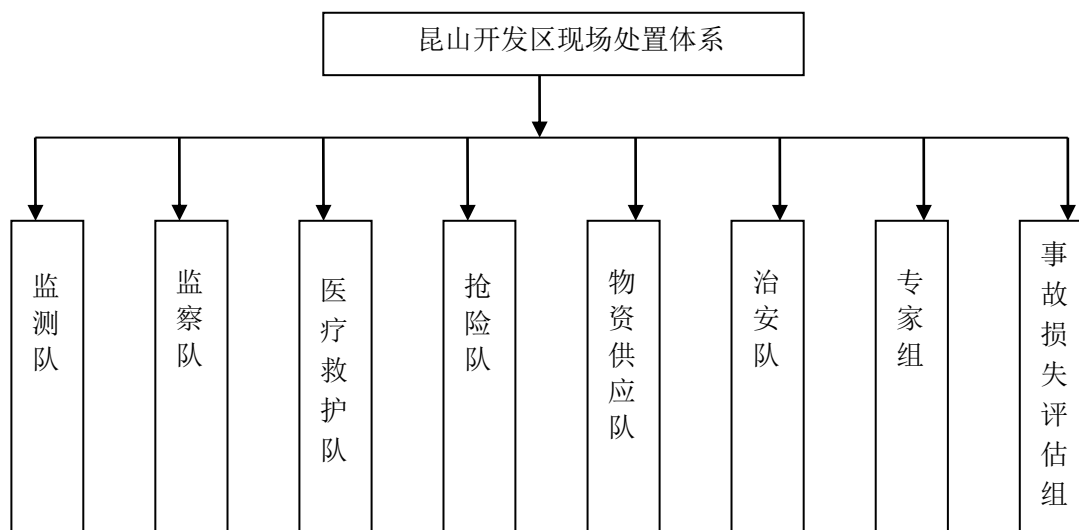 昆山开发区现场处置体系
监测队
监察队
医疗救护队
抢险队
物资供应队
治安队
专家组
事故损失评估组